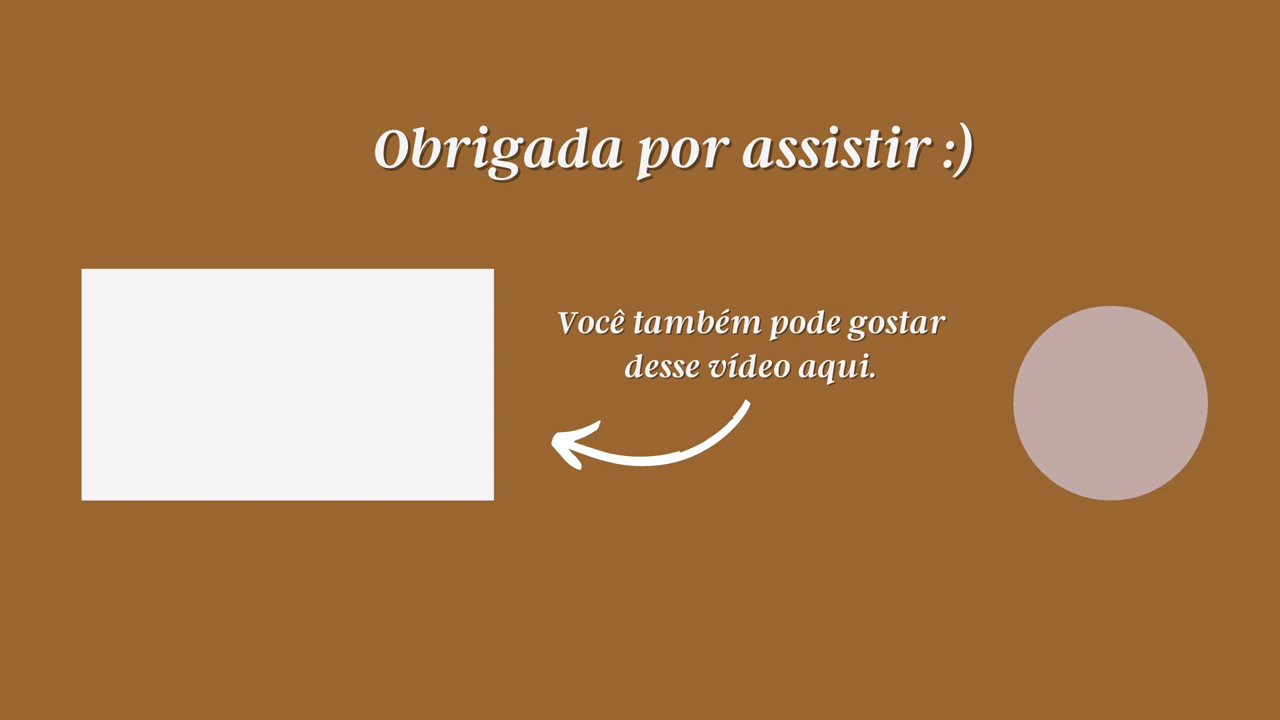 Obrigada por assistir :)
Você também pode gostar
desse vídeo aqui.